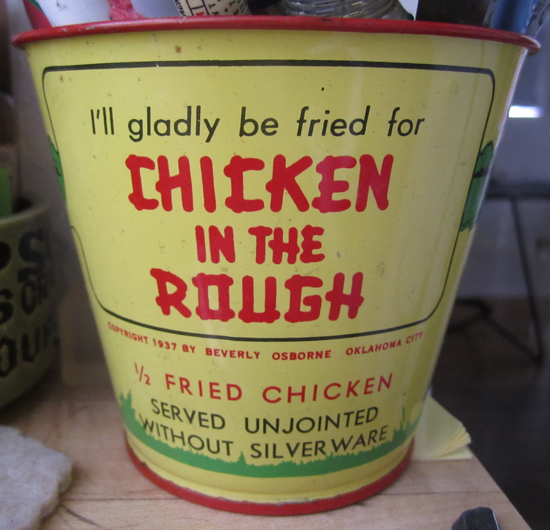 I'll gladly be fried for
CHICKEN
IN THE
ROUGH
COPYRIGHT 1937 BY BEVERLY OSBORNE OKLAHOMA CITY
½ FRIED CHICKEN
SERVED UNJOINTED
WITHOUT SILVERWARE